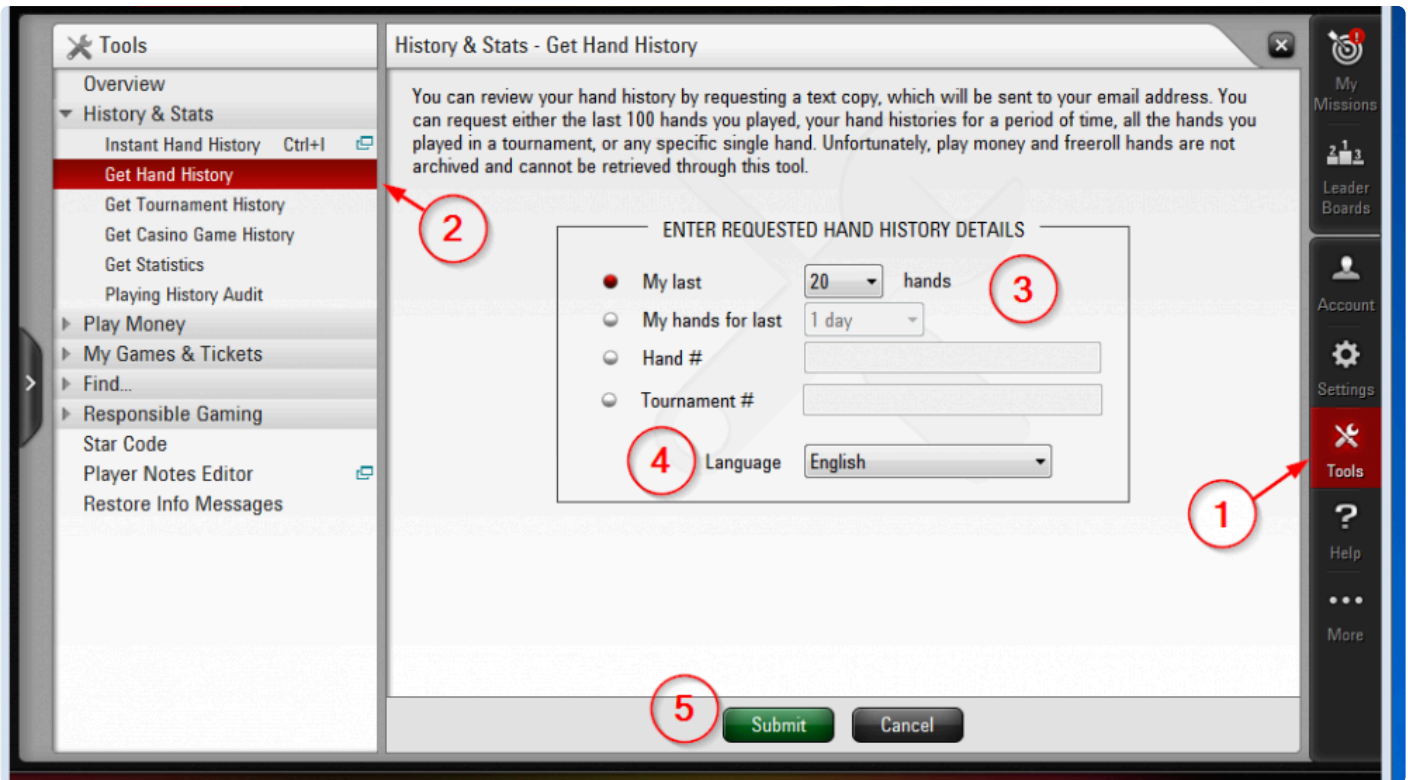 Tools
Overview
History & Stats
Instant Hand History Ctrl+I
Get Hand History
Get Tournament History
Get Casino Game History
Get Statistics
Playing History Audit
Play Money
My Games & Tickets
Find...
Responsible Gaming
Star Code
Player Notes Editor
Restore Info Messages
History & Stats - Get Hand History
You can review your hand history by requesting a text copy, which will be sent to your email address. You
can request either the last 100 hands you played, your hand histories for a period of time, all the hands you
played in a tournament, or any specific single hand. Unfortunately, play money and freeroll hands are not
archived and cannot be retrieved through this tool.
2
ENTER REQUESTED HAND HISTORY DETAILS
My last 20 hands 3
My hands for last 1 day
Hand #
Tournament #
4 Language English
1
5 Submit Cancel
My
Missions
2 1 3
Leader
Boards
Account
Settings
Tools
?
Help
More